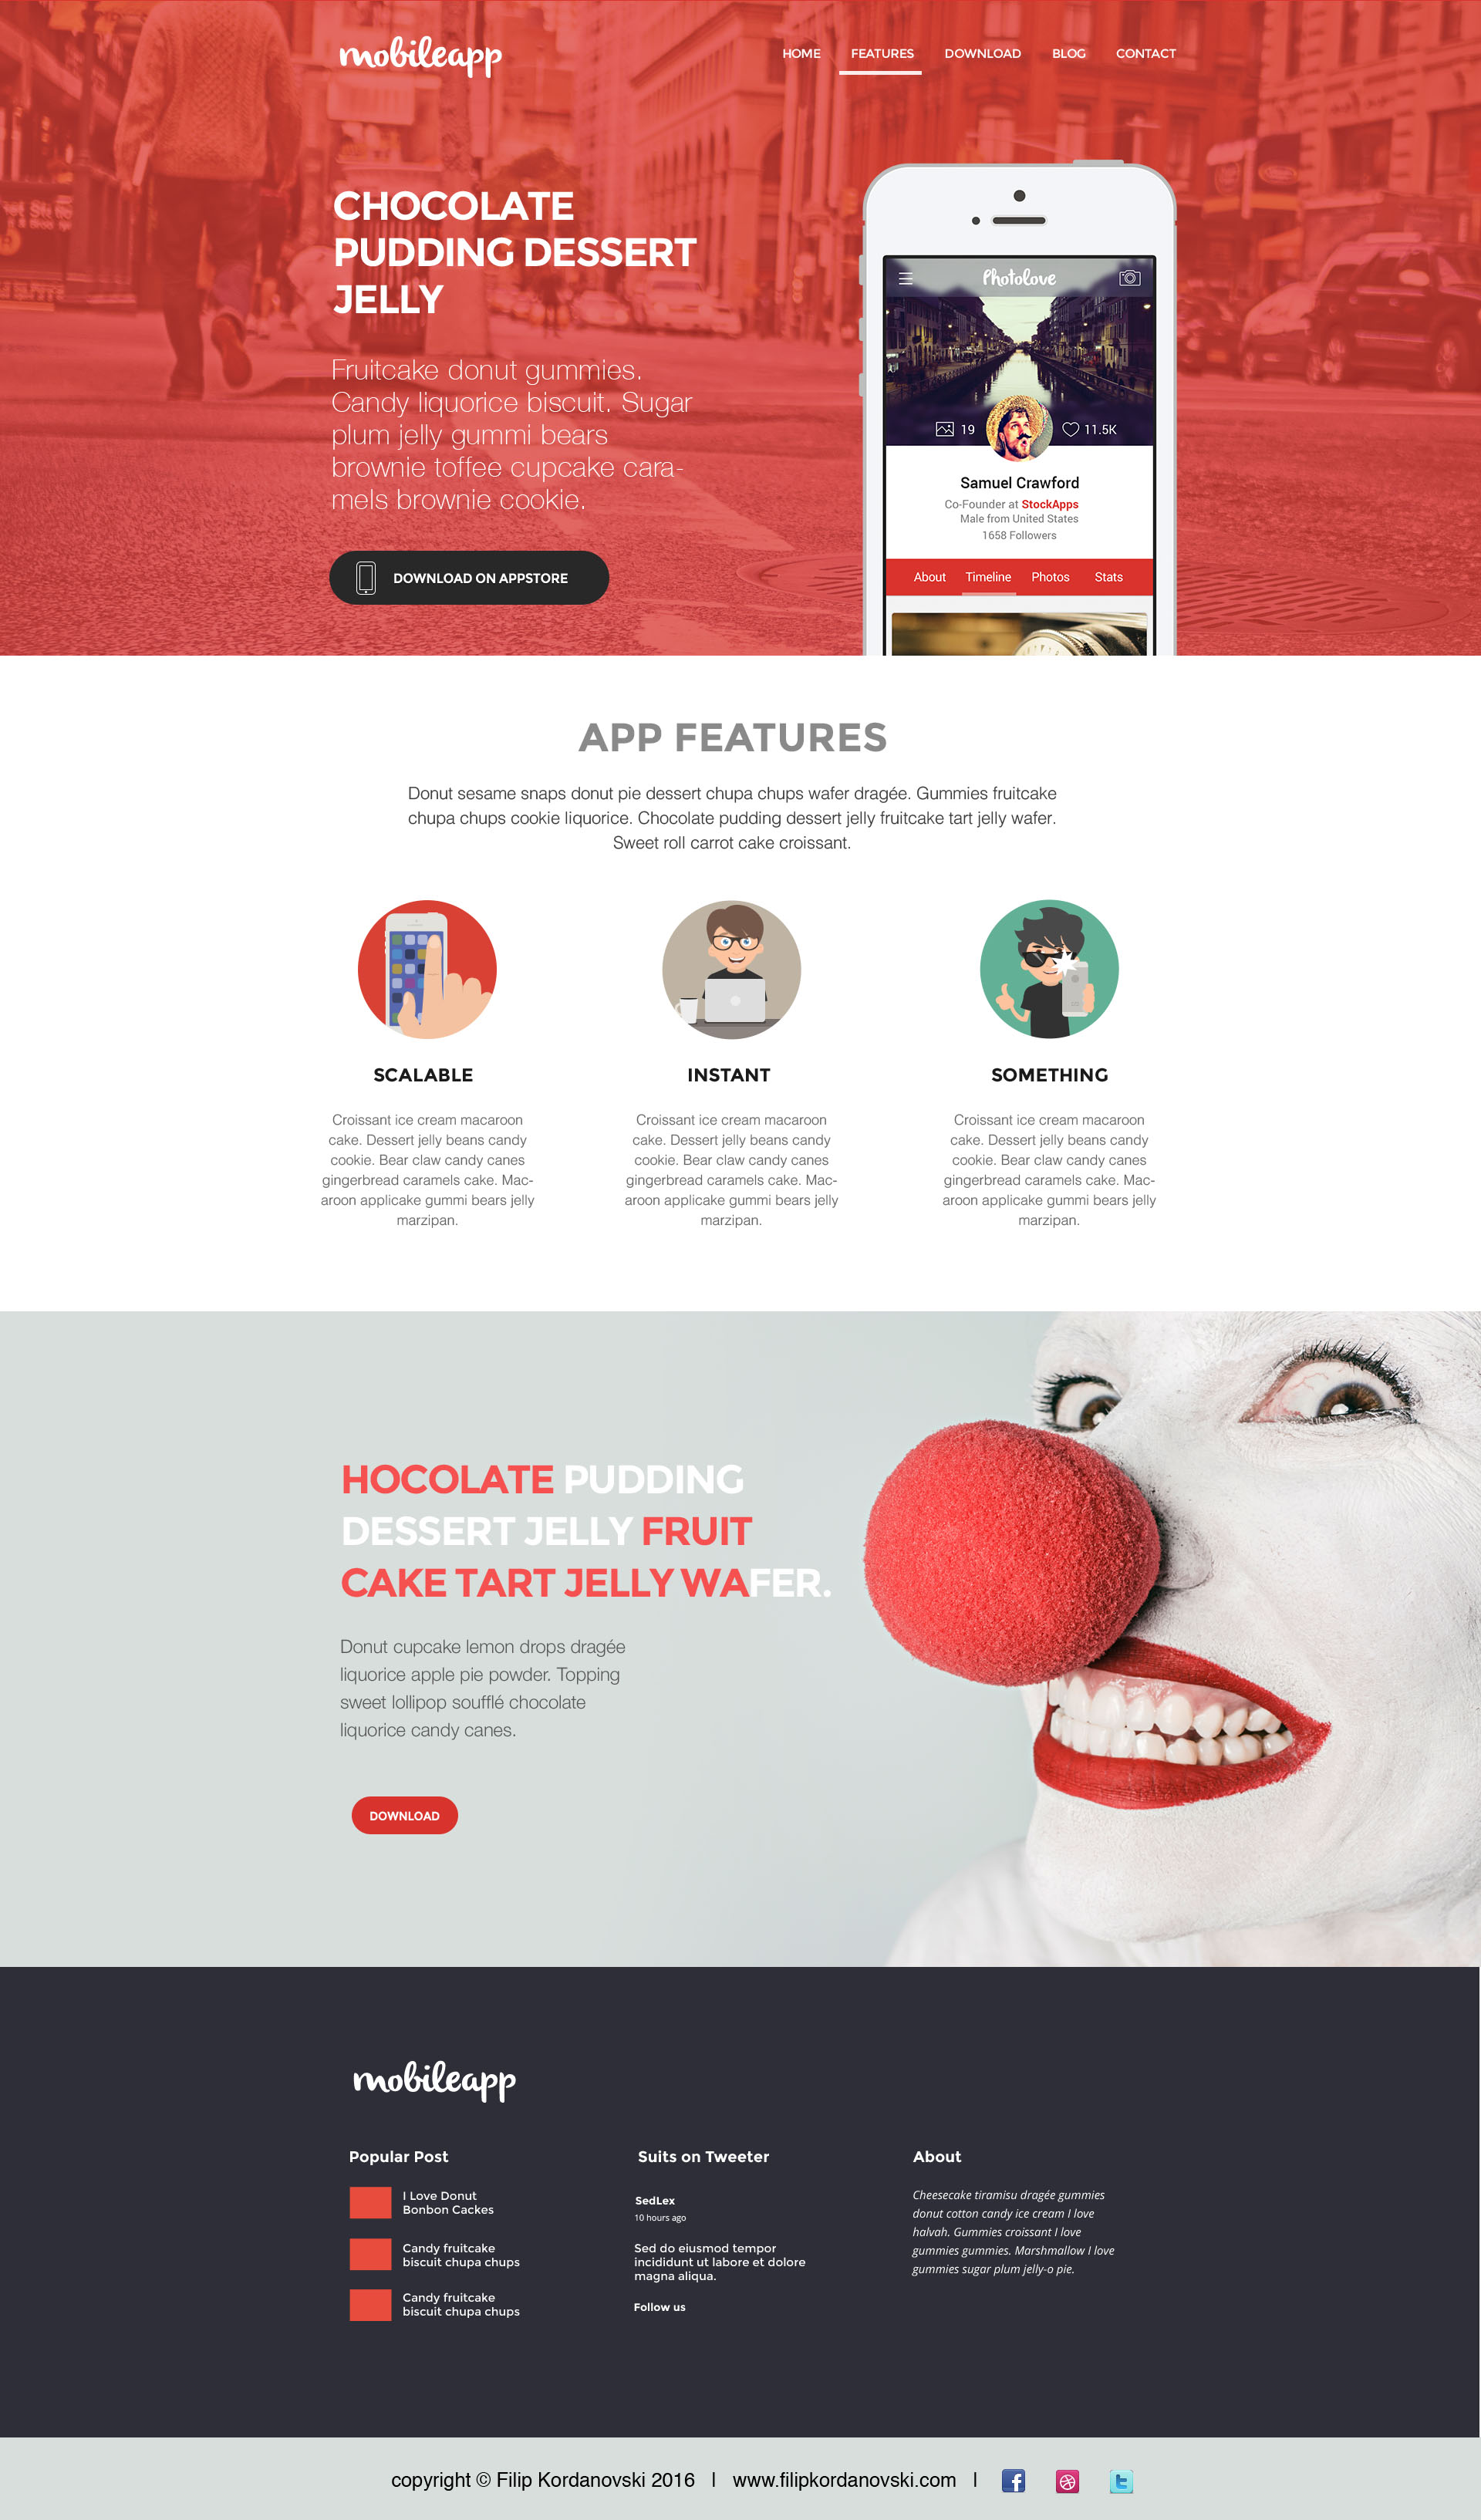 mobileapp
HOME FEATURES DOWNLOAD BLOG CONTACT
CHOCOLATE
PUDDING DESSERT
JELLY
Fruitcake donut gummies.
Candy liquorice biscuit. Sugar
plum jelly gummi bears
brownie toffee cupcake cara-
mels brownie cookie.
DOWNLOAD ON APPSTORE
Photolove
19
11.5K
Samuel Crawford
Co-Founder at StockApps
Male from United States
1658 Followers
About Timeline Photos Stats
APP FEATURES
Donut sesame snaps donut pie dessert chupa chups wafer dragée. Gummies fruitcake
chupa chups cookie liquorice. Chocolate pudding dessert jelly fruitcake tart jelly wafer.
Sweet roll carrot cake croissant.
SCALABLE
Croissant ice cream macaroon
cake. Dessert jelly beans candy
cookie. Bear claw candy canes
gingerbread caramels cake. Mac-
aroon applicake gummi bears jelly
marzipan.
INSTANT
Croissant ice cream macaroon
cake. Dessert jelly beans candy
cookie. Bear claw candy canes
gingerbread caramels cake. Mac-
aroon applicake gummi bears jelly
marzipan.
SOMETHING
Croissant ice cream macaroon
cake. Dessert jelly beans candy
cookie. Bear claw candy canes
gingerbread caramels cake. Mac-
aroon applicake gummi bears jelly
marzipan.
HOCOLATE PUDDING
DESSERT JELLY FRUIT
CAKE TART JELLY WAFER.
Donut cupcake lemon drops dragée
liquorice apple pie powder. Topping
sweet lollipop soufflé chocolate
liquorice candy canes.
DOWNLOAD
mobileapp
Popular Post
I Love Donut
Bonbon Cackes
Candy fruitcake
biscuit chupa chups
Candy fruitcake
biscuit chupa chups
Suits on Tweeter
SedLex
10 hours ago
Sed do eiusmod tempor
incididunt ut labore et dolore
magna aliqua.
Follow us
About
Cheesecake tiramisu dragée gummies
donut cotton candy ice cream I love
halvah. Gummies croissant I love
gummies gummies. Marshmallow I love
gummies sugar plum jelly-o pie.
copyright © Filip Kordanovski 2016 | www.filipkordanovski.com |